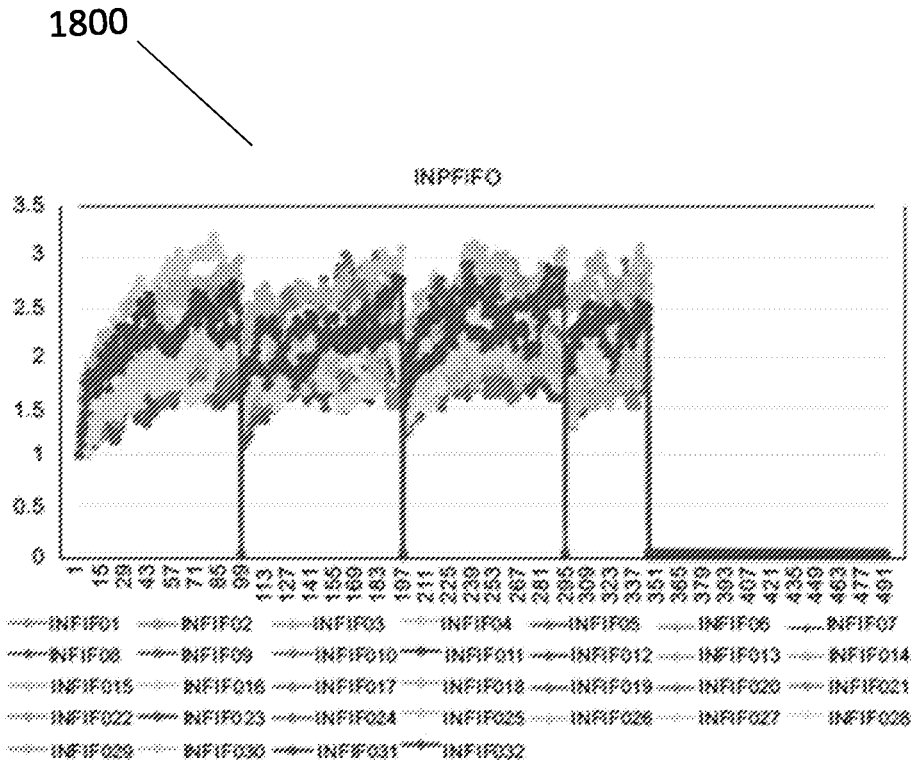 1800
INPFIFO
3.5
3
2.5
2
1.5
1
0.5
0
1 15 29 43 57 71 85 99 113 127 141 155 169 183 197 211 225 239 253 267 281 295 309 323 337 351 365 379 393 407 421 435 449 463 477 491
INFIFO1 INFIFO2 INFIFO3 INFIFO4 INFIFO5 INFIFO6 INFIFO7
INFIFO8 INFIFO9 INFIFO10 INFIFO11 INFIFO12 INFIFO13 INFIFO14
INFIFO15 INFIFO16 INFIFO17 INFIFO18 INFIFO19 INFIFO20 INFIFO21
INFIFO22 INFIFO23 INFIFO24 INFIFO25 INFIFO26 INFIFO27 INFIFO28
INFIFO29 INFIFO30 INFIFO31 INFIFO32